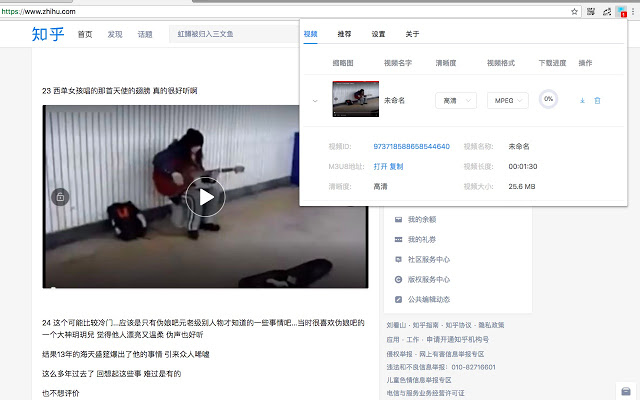 https://www.zhihu.com
1
知乎
首页
发现
话题
虹鳟被归入三文鱼
视频
推荐
设置
关于
缩略图
视频名字
清晰度
视频格式
下载进度
操作
未命名
高清
MPEG
0%
视频ID:
973718588658544640
视频名称:
未命名
M3U8地址:
打开 复制
视频长度:
00:01:30
清晰度:
高清
视频大小:
25.6 MB
23 西单女孩唱的那首天使的翅膀 真的很好听啊
24 这个可能比较冷门...应该是只有伪娘吧元老级别人物才知道的一些事情吧...当时很喜欢伪娘吧的
一个大神玥玥兒 觉得他人漂亮又温柔 伪声也好听
结果13年的海天盛筵爆出了他的事情 引来众人唏嘘
这么多年过去了 回想起这些事 难过是有的
也不想评价
我的余额
我的礼券
社区服务中心
版权服务中心
公共编辑动态
刘看山 · 知乎指南 · 知乎协议 · 隐私政策
应用 · 工作 · 申请开通知乎机构号
侵权举报 · 网上有害信息举报专区
违法和不良信息举报：010-82716601
儿童色情信息举报专区
电信与服务业务经营许可证